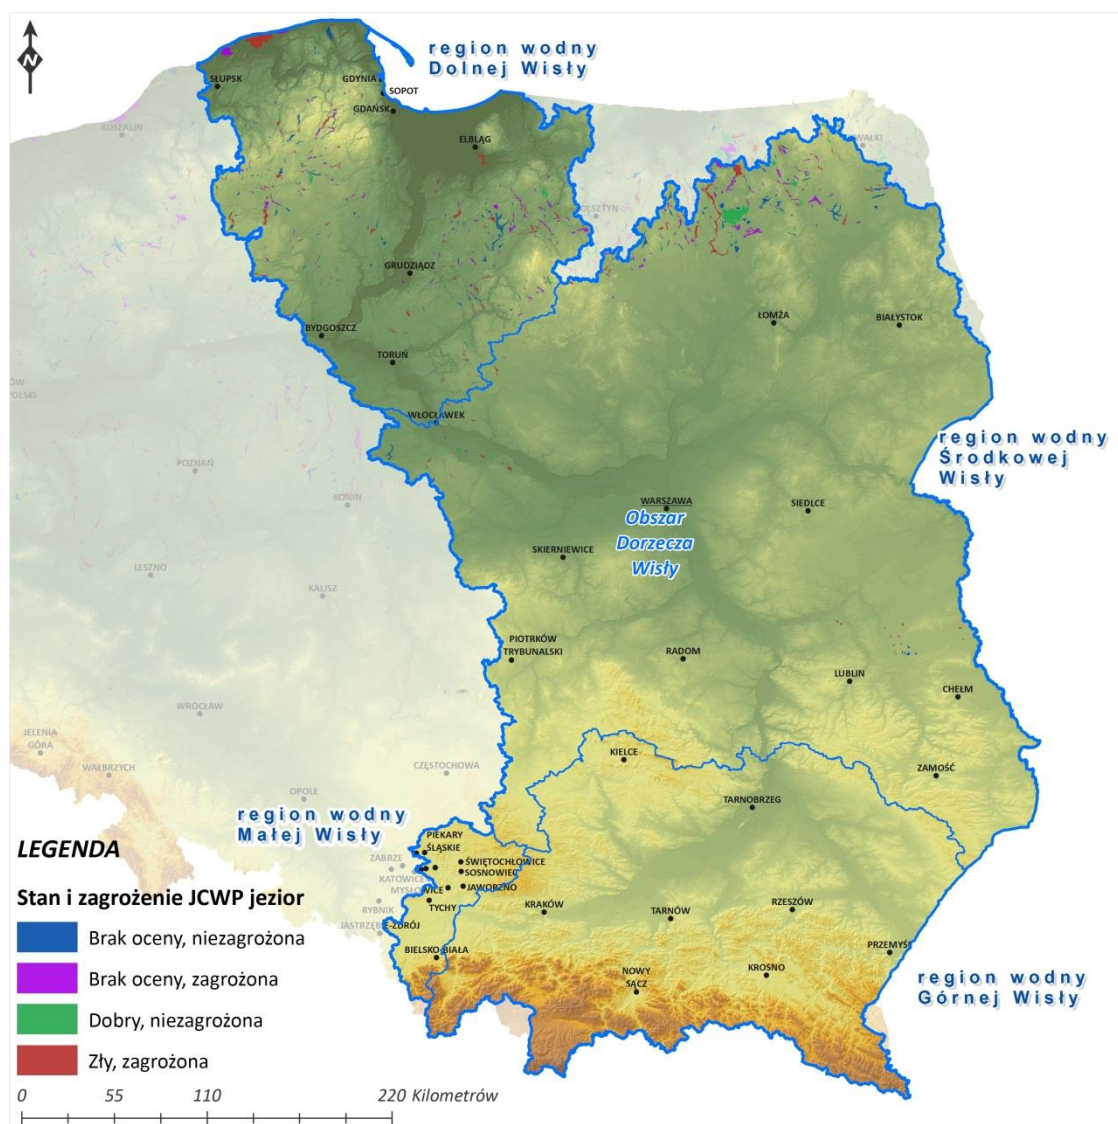 N
region wodny
Dolnej Wisły
SŁUPSK
GDYNIA
SOPOT
GDAŃSK
KOSZALIN
ELBLĄG
GRUDZIĄDZ
BYDGOSZCZ
TORUŃ
ŁOMŻA
BIAŁYSTOK
WŁOCŁAWEK
region wodny
Środkowej
Wisły
POZNAŃ
KONIN
WARSZAWA
SIEDLCE
Obszar
Dorzecza
Wisły
SKIERNIEWICE
LESZNO
KALISZ
PIOTRKÓW
TRYBUNALSKI
RADOM
LUBLIN
CHEŁM
WROCŁAW
JELENIA
GÓRA
WAŁBRZYCH
CZĘSTOCHOWA
KIELCE
ZAMOŚĆ
OPOLE
TARNOBRZEG
region wodny
Małej Wisły
PIEKARY
ŚLĄSKIE
ZABRZE
ŚWIĘTOCHŁOWICE
KATOWICE
SOSNOWIEC
JAWORZNO
RYBNIK
TYCHY
KRAKÓW
TARNÓW
RZESZÓW
BIELSKO-BIAŁA
NOWY
SĄCZ
KROSNO
region wodny
Górnej Wisły
LEGENDA
Stan i zagrożenie JCWP jezior
Brak oceny, niezagrożona
Brak oceny, zagrożona
Dobry, niezagrożona
Zły, zagrożona
0 55 110 220 Kilometrów